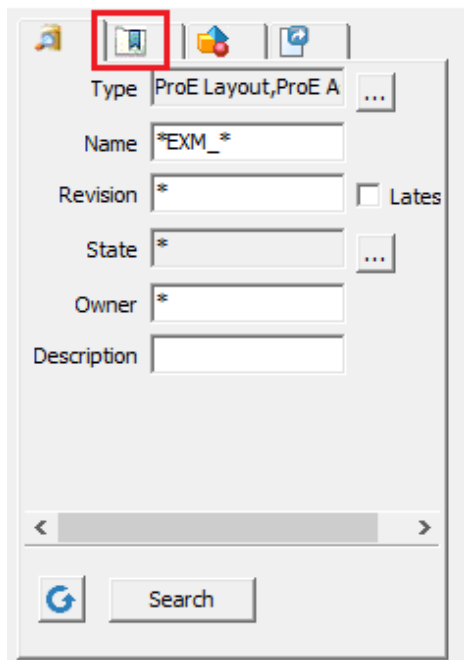 Type ProE Layout,ProE A ...
Name *EXM_*
Revision * Lates
State * ...
Owner *
Description
Search